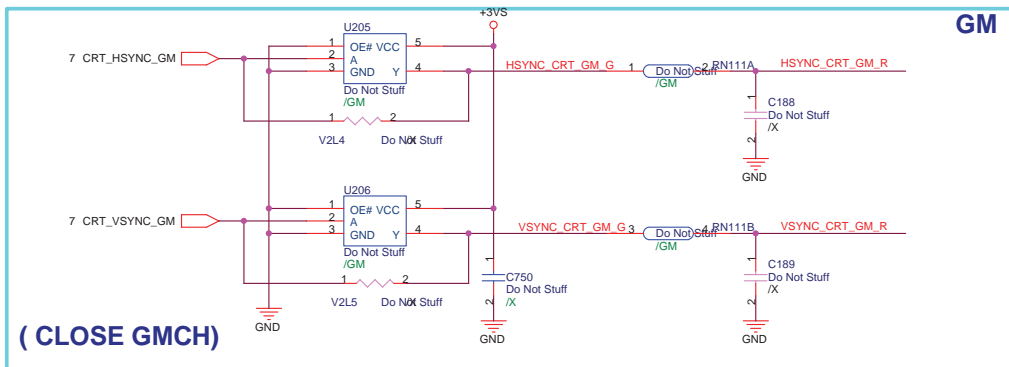 +3VS
GM
U205
1 OE# VCC 5
7 CRT_HSYNC_GM
2 A
3 GND Y 4
HSYNC_CRT_GM_G
1 Do Not Stuff 2 RN111A
HSYNC_CRT_GM_R
Do Not Stuff
/GM
/GM
1 2
V2L4 Do Not Stuff /X
1
C188
Do Not Stuff
/X
2
GND
U206
1 OE# VCC 5
7 CRT_VSYNC_GM
2 A
3 GND Y 4
VSYNC_CRT_GM_G
3 Do Not Stuff 4 RN111B
VSYNC_CRT_GM_R
Do Not Stuff
/GM
/GM
1 2
V2L5 Do Not Stuff /X
1
C750
Do Not Stuff
/X
2
1
C189
Do Not Stuff
/X
2
GND
GND
GND
( CLOSE GMCH)